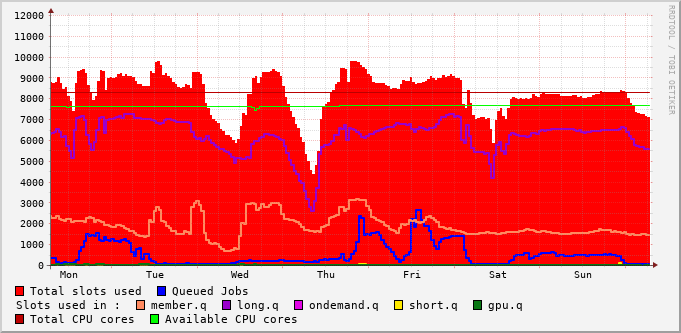 12000
11000
10000
9000
8000
7000
6000
5000
4000
3000
2000
1000
0
Mon Tue Wed Thu Fri Sat Sun
RRDTOOL / TOBI OETIKER
Total slots used Queued Jobs
Slots used in : member.q long.q ondemand.q short.q gpu.q
Total CPU cores Available CPU cores